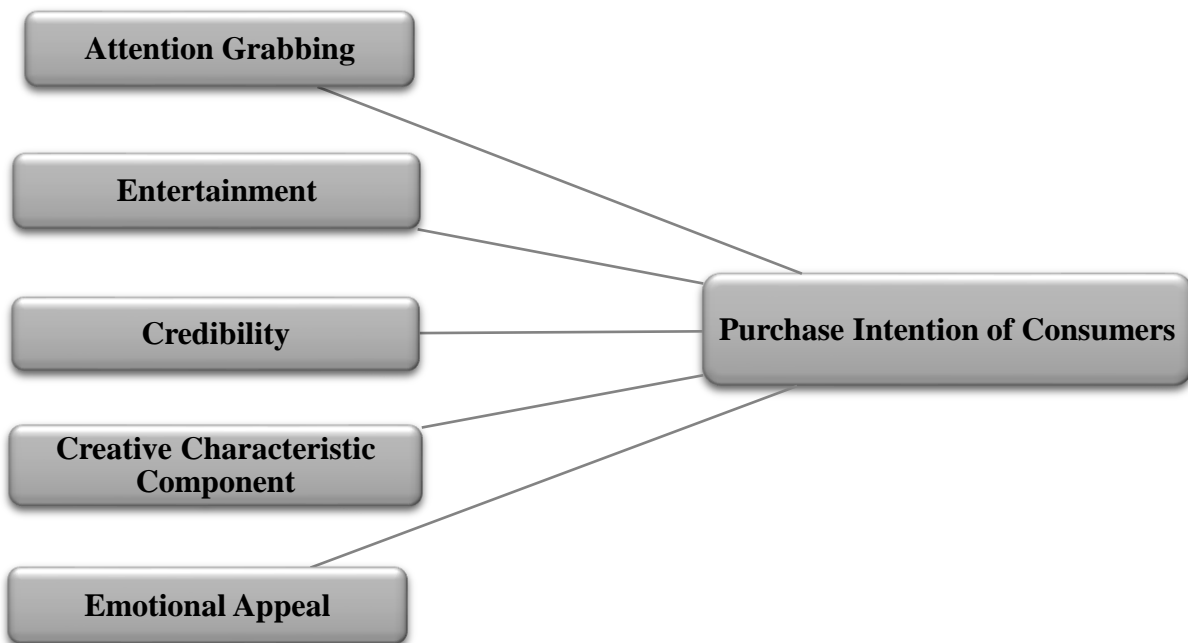 Attention Grabbing
Entertainment
Credibility
Purchase Intention of Consumers
Creative Characteristic
Component
Emotional Appeal